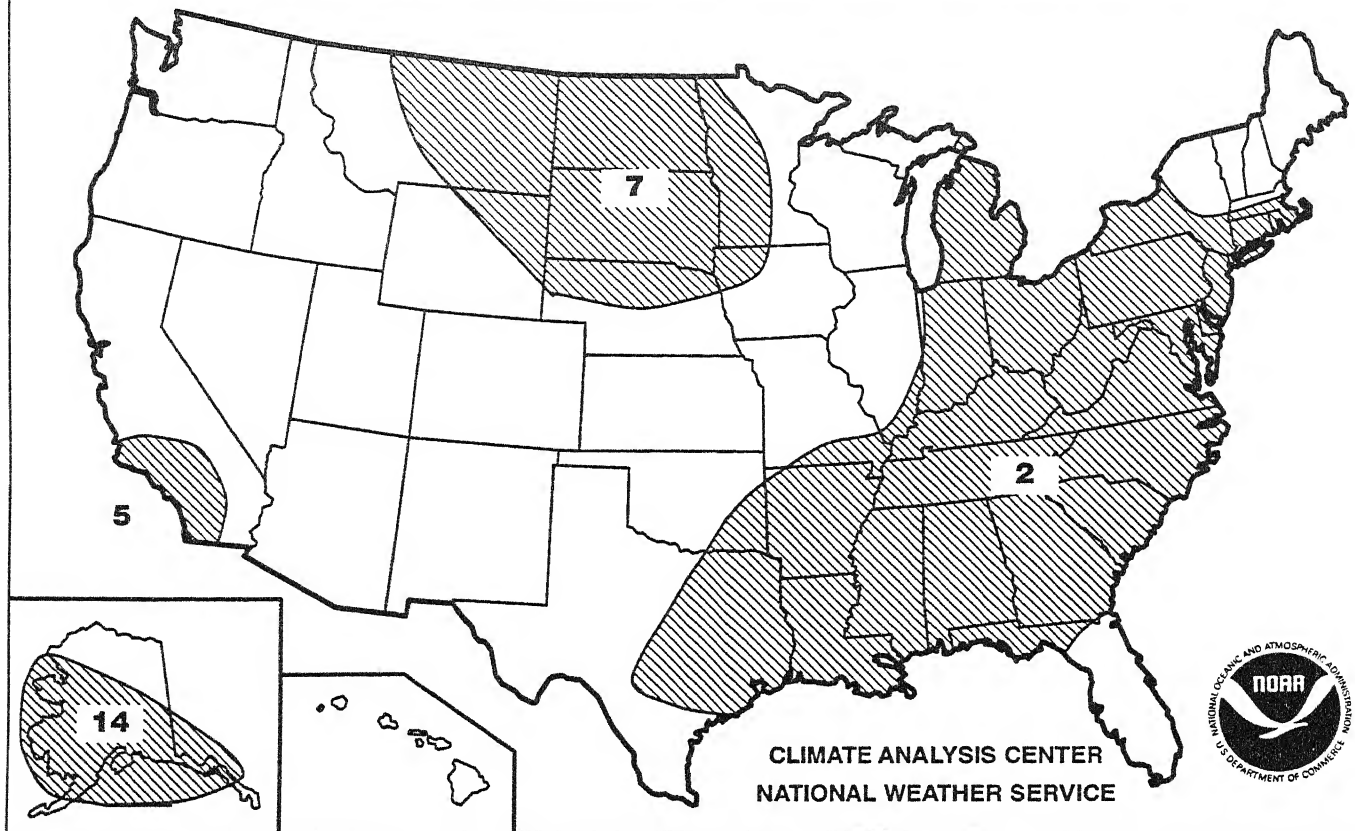 7
2
5
14
CLIMATE ANALYSIS CENTER
NATIONAL WEATHER SERVICE
NATIONAL OCEANIC AND ATMOSPHERIC ADMINISTRATION
NOAA
U S DEPARTMENT OF COMMERCE